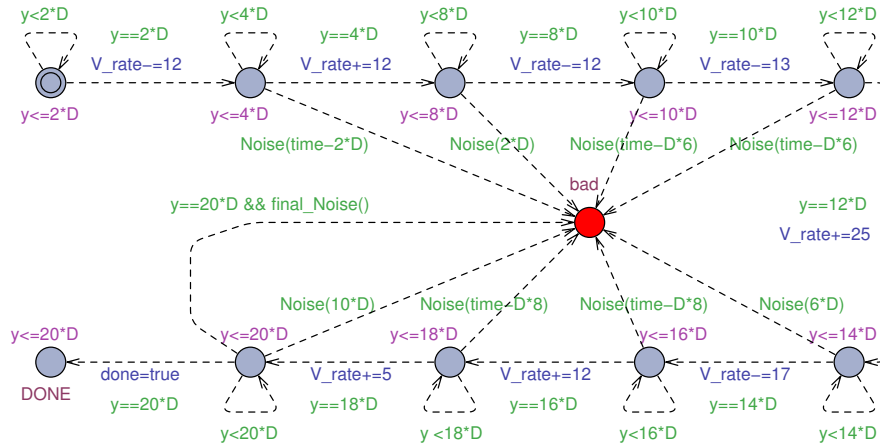 y<2*D
y<4*D
y<8*D
y<10*D
y<12*D
y==2*D
y==4*D
y==8*D
y==10*D
V_rate−=12
V_rate+=12
V_rate−=12
V_rate−=13
y<=2*D
y<=4*D
y<=8*D
y<=10*D
y<=12*D
Noise(time−2*D)
Noise(2*D)
Noise(time−D*6)
Noise(time−D*6)
bad
y==20*D && final_Noise()
y==12*D
V_rate+=25
Noise(10*D)
Noise(time−D*8)
Noise(time−D*8)
Noise(6*D)
y<=20*D
y<=20*D
y<=18*D
y<=16*D
y<=14*D
done=true
V_rate+=5
V_rate+=12
V_rate−=17
DONE
y==20*D
y==18*D
y==16*D
y==14*D
y<20*D
y <18*D
y<16*D
y<14*D